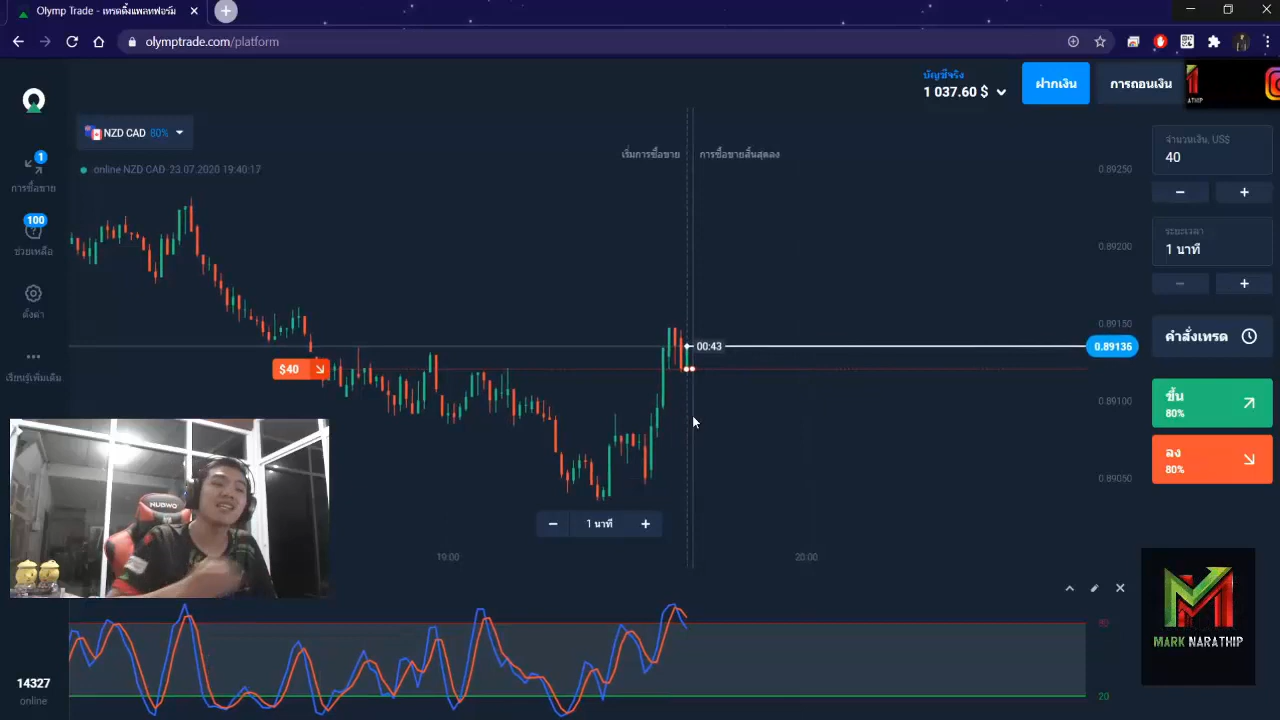 Olymp Trade - เทรดดิ้งแพลทฟอร์ม
olymptrade.com/platform
บัญชีจริง
1 037.60 $
ฝากเงิน
การถอนเงิน
ATHIP
NZD CAD 80%
online NZD CAD 23.07.2020 19:40:17
เริ่มการซื้อขาย
การซื้อขายสิ้นสุดลง
1
การซื้อขาย
100
ช่วยเหลือ
ตั้งค่า
เรียนรู้เพิ่มเติม
0.89250
0.89200
0.89150
0.89136
0.89100
0.89050
00:43
$40
จำนวนเงิน, US$
40
ระยะเวลา
1 นาที
คำสั่งเทรด
ขึ้น
80%
ลง
80%
NUBWO
1 นาที
19:00
20:00
80
20
MARK NARATHIP
14327
online